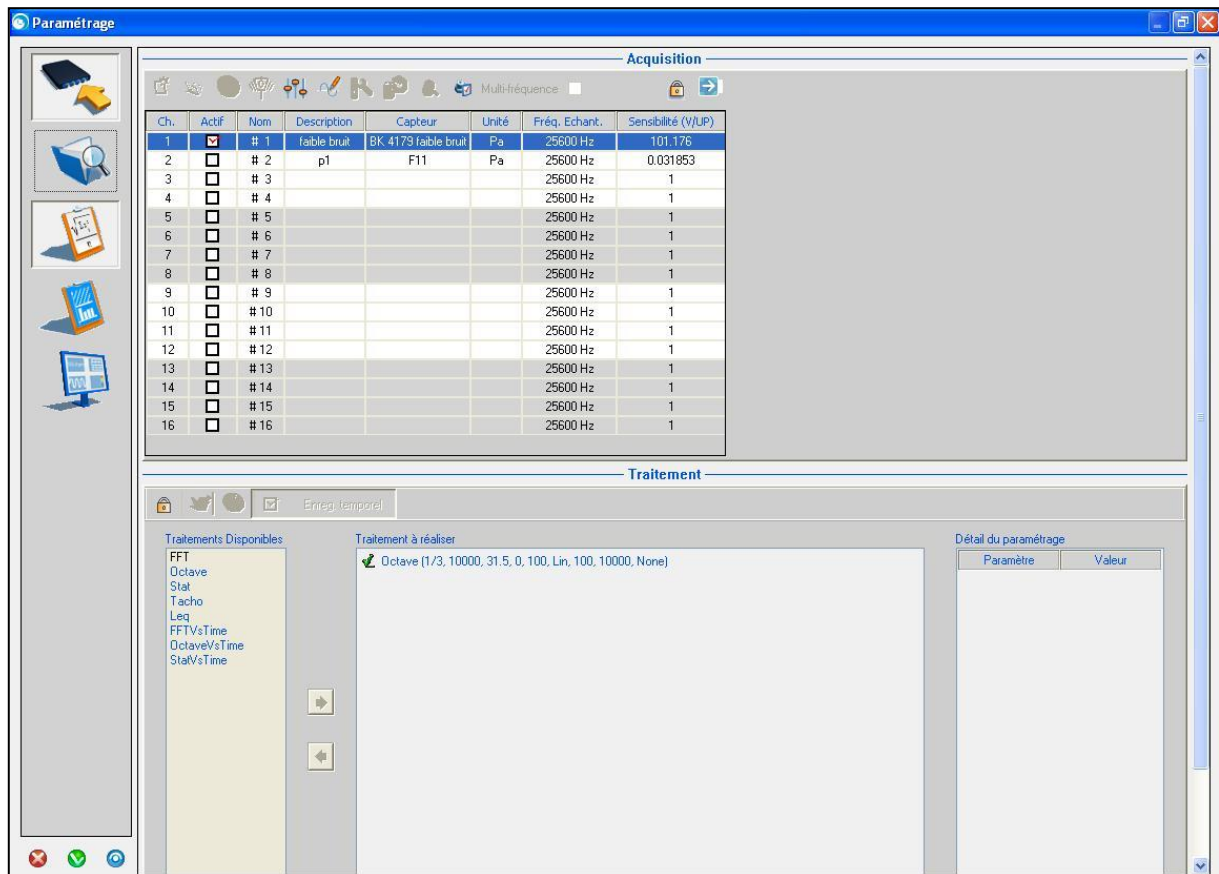 Paramétrage
Acquisition
Multi-fréquence
Ch. Actif Nom Description Capteur Unité Fréq. Echant. Sensibilité (V/UP)
1 # 1 faible bruit BK 4179 faible bruit Pa 25600 Hz 101.176
2 # 2 p1 F11 Pa 25600 Hz 0.031853
3 # 3 25600 Hz 1
4 # 4 25600 Hz 1
5 # 5 25600 Hz 1
6 # 6 25600 Hz 1
7 # 7 25600 Hz 1
8 # 8 25600 Hz 1
9 # 9 25600 Hz 1
10 # 10 25600 Hz 1
11 # 11 25600 Hz 1
12 # 12 25600 Hz 1
13 # 13 25600 Hz 1
14 # 14 25600 Hz 1
15 # 15 25600 Hz 1
16 # 16 25600 Hz 1
Traitement
Enreg. temporel
Traitements Disponibles
FFT
Octave
Stat
Tacho
Leq
FFTVsTime
OctaveVsTime
StatVsTime
Traitement à réaliser
Octave (1/3, 10000, 31.5, 0, 100, Lin, 100, 10000, None)
Détail du paramétrage
Paramètre Valeur